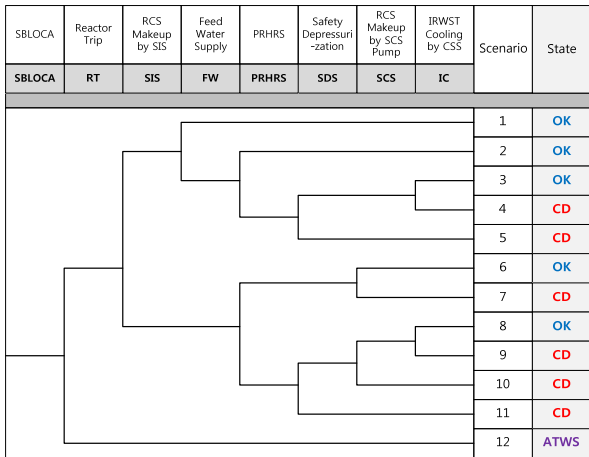 SBLOCA
Reactor
Trip
RCS
Makeup
by SIS
Feed
Water
Supply
PRHRS
Safety
Depressuri
-zation
RCS
Makeup
by SCS
Pump
IRWST
Cooling
by CSS
Scenario
State
SBLOCA RT SIS FW PRHRS SDS SCS IC
1 OK
2 OK
3 OK
4 CD
5 CD
6 OK
7 CD
8 OK
9 CD
10 CD
11 CD
12 ATWS